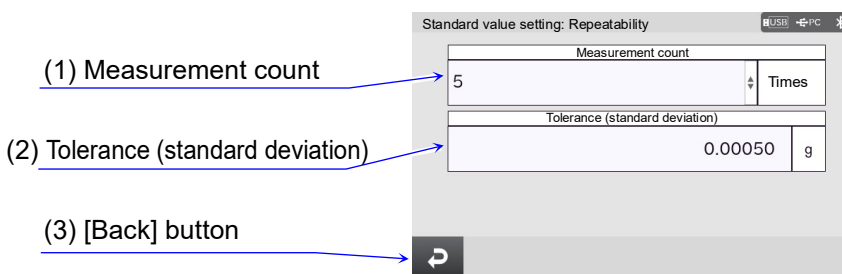 Standard value setting: Repeatability
USB PC
Measurement count
(1) Measurement count
5 Times
Tolerance (standard deviation)
(2) Tolerance (standard deviation)
0.00050 g
(3) [Back] button